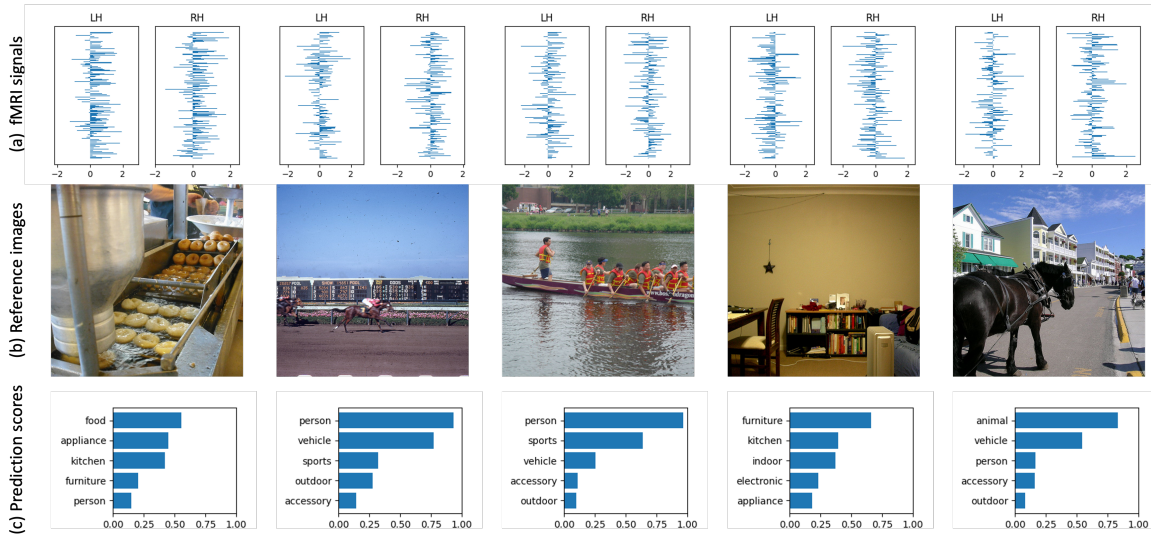 LH RH LH RH LH RH LH RH LH RH
(a) fMRI signals
−2 0 2 −2 0 2 −2 0 2 −2 0 2 −2 0 2 −2 0 2 −2 0 2 −2 0 2 −2 0 2 −2 0 2
(b) Reference images
(c) Prediction scores
food
appliance
kitchen
furniture
person
0.00 0.25 0.50 0.75 1.00
person
vehicle
sports
outdoor
accessory
0.00 0.25 0.50 0.75 1.00
person
sports
vehicle
accessory
outdoor
0.00 0.25 0.50 0.75 1.00
furniture
kitchen
indoor
electronic
appliance
0.00 0.25 0.50 0.75 1.00
animal
vehicle
person
accessory
outdoor
0.00 0.25 0.50 0.75 1.00